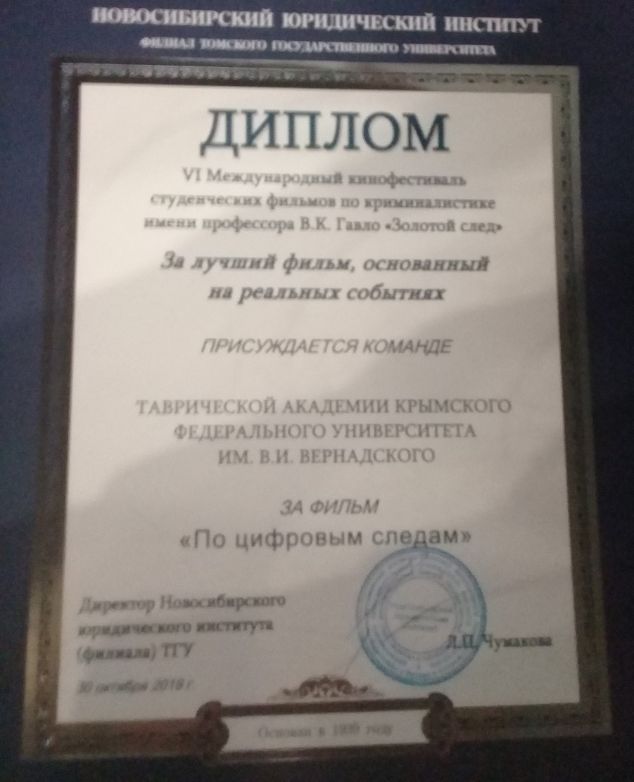 НОВОСИБИРСКИЙ ЮРИДИЧЕСКИЙ ИНСТИТУТ
ФИЛИАЛ ТОМСКОГО ГОСУДАРСТВЕННОГО УНИВЕРСИТЕТА
ДИПЛОМ
VI Международный кинофестиваль
студенческих фильмов по криминалистике
имени профессора В.К. Гавло «Золотой след»
За лучший фильм, основанный
на реальных событиях
ПРИСУЖДАЕТСЯ КОМАНДЕ
ТАВРИЧЕСКОЙ АКАДЕМИИ КРЫМСКОГО
ФЕДЕРАЛЬНОГО УНИВЕРСИТЕТА
ИМ. В.И. ВЕРНАДСКОГО
ЗА ФИЛЬМ
«По цифровым следам»
Директор Новосибирского
юридического института
(филиала) ТГУ
Л.П. Чумакова
30 октября г.
Основан в году